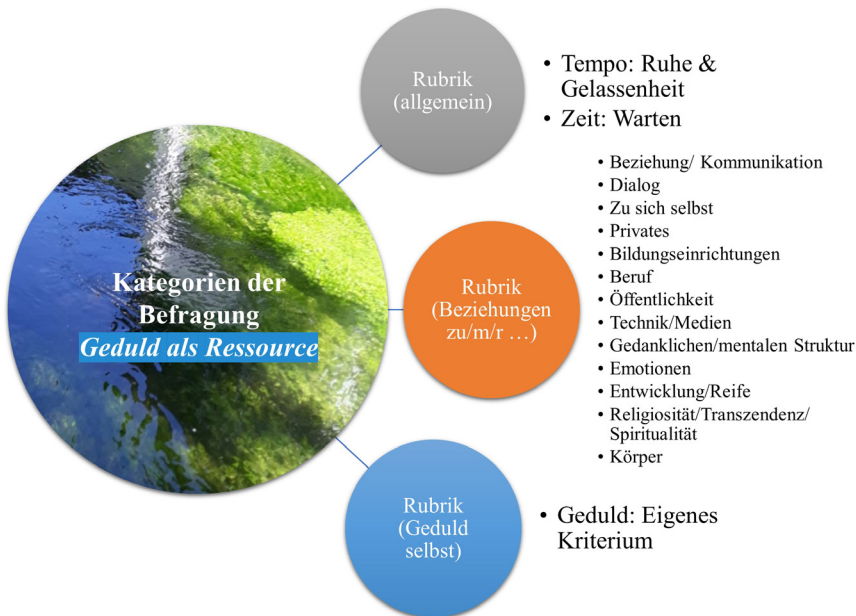 Kategorien der
Befragung
Geduld als Ressource
Rubrik
(allgemein)
• Tempo: Ruhe &
Gelassenheit
• Zeit: Warten
Rubrik
(Beziehungen
zu/m/r …)
• Beziehung/ Kommunikation
• Dialog
• Zu sich selbst
• Privates
• Bildungseinrichtungen
• Beruf
• Öffentlichkeit
• Technik/Medien
• Gedanklichen/mentalen Struktur
• Emotionen
• Entwicklung/Reife
• Religiosität/Transzendenz/
Spiritualität
• Körper
Rubrik
(Geduld
selbst)
• Geduld: Eigenes
Kriterium